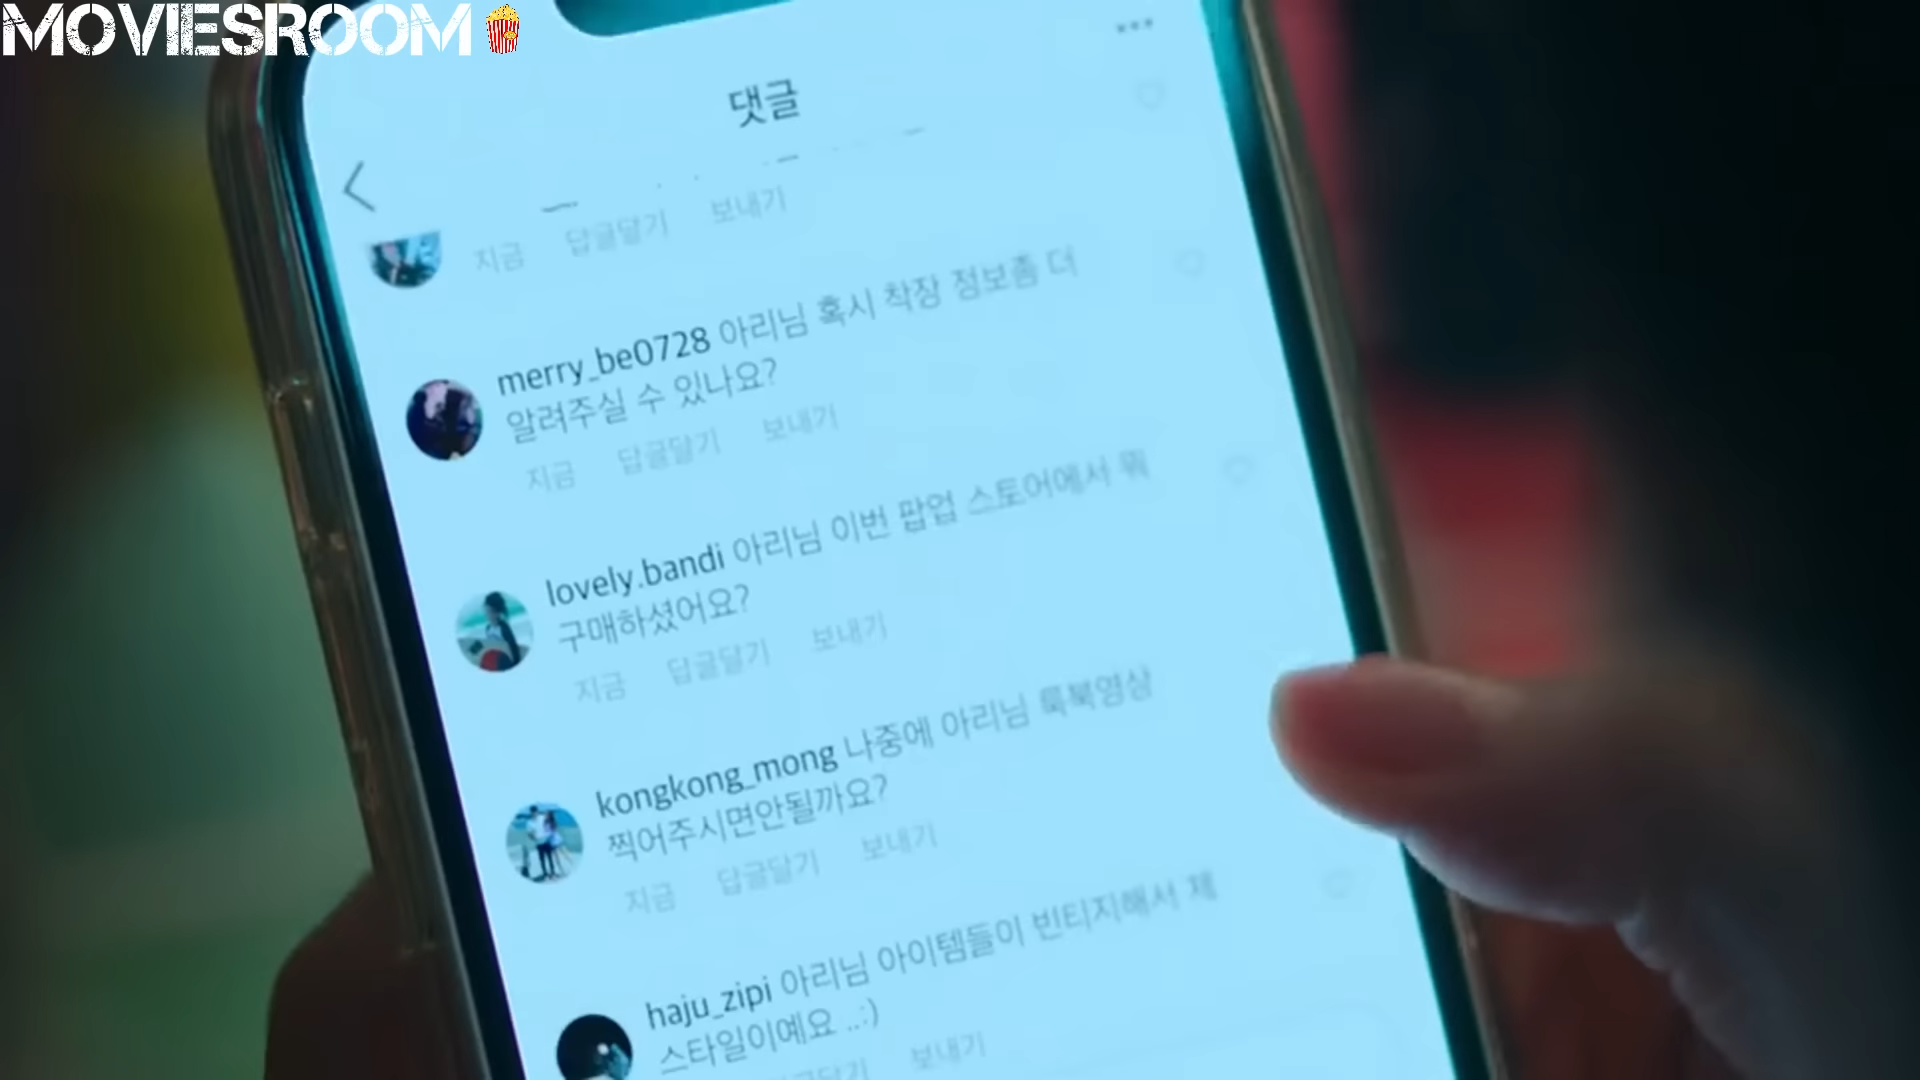 MOVIESROOM
댓글
지금 답글달기 보내기
merry_be0728 아리님 혹시 착장 정보좀 더
알려주실 수 있나요?
지금 답글달기 보내기
lovely.bandi 아리님 이번 팝업 스토어에서 뭐
구매하셨어요?
지금 답글달기 보내기
kongkong_mong 나중에 아리님 룩북영상
찍어주시면안될까요?
지금 답글달기 보내기
haju_zipi 아리님 아이템들이 빈티지해서 제
스타일이예요 ..:)
답글달기 보내기